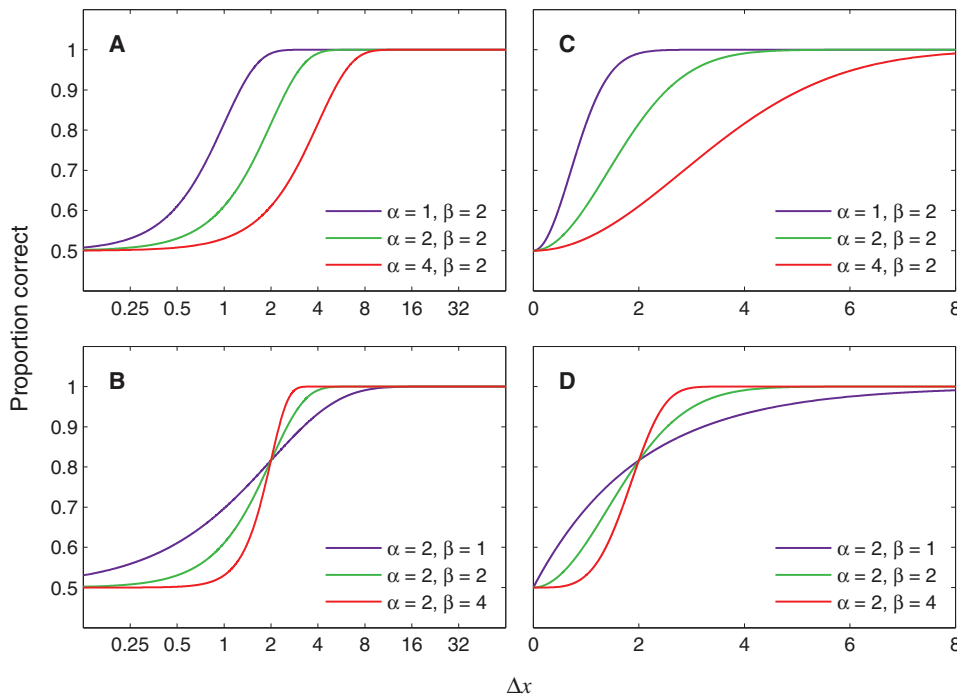 Proportion correct
A
1
0.9
0.8
0.7
0.6
0.5
α = 1, β = 2
α = 2, β = 2
α = 4, β = 2
0.25 0.5 1 2 4 8 16 32
C
α = 1, β = 2
α = 2, β = 2
α = 4, β = 2
0 2 4 6 8
B
1
0.9
0.8
0.7
0.6
0.5
α = 2, β = 1
α = 2, β = 2
α = 2, β = 4
0.25 0.5 1 2 4 8 16 32
D
α = 2, β = 1
α = 2, β = 2
α = 2, β = 4
0 2 4 6 8
Δx